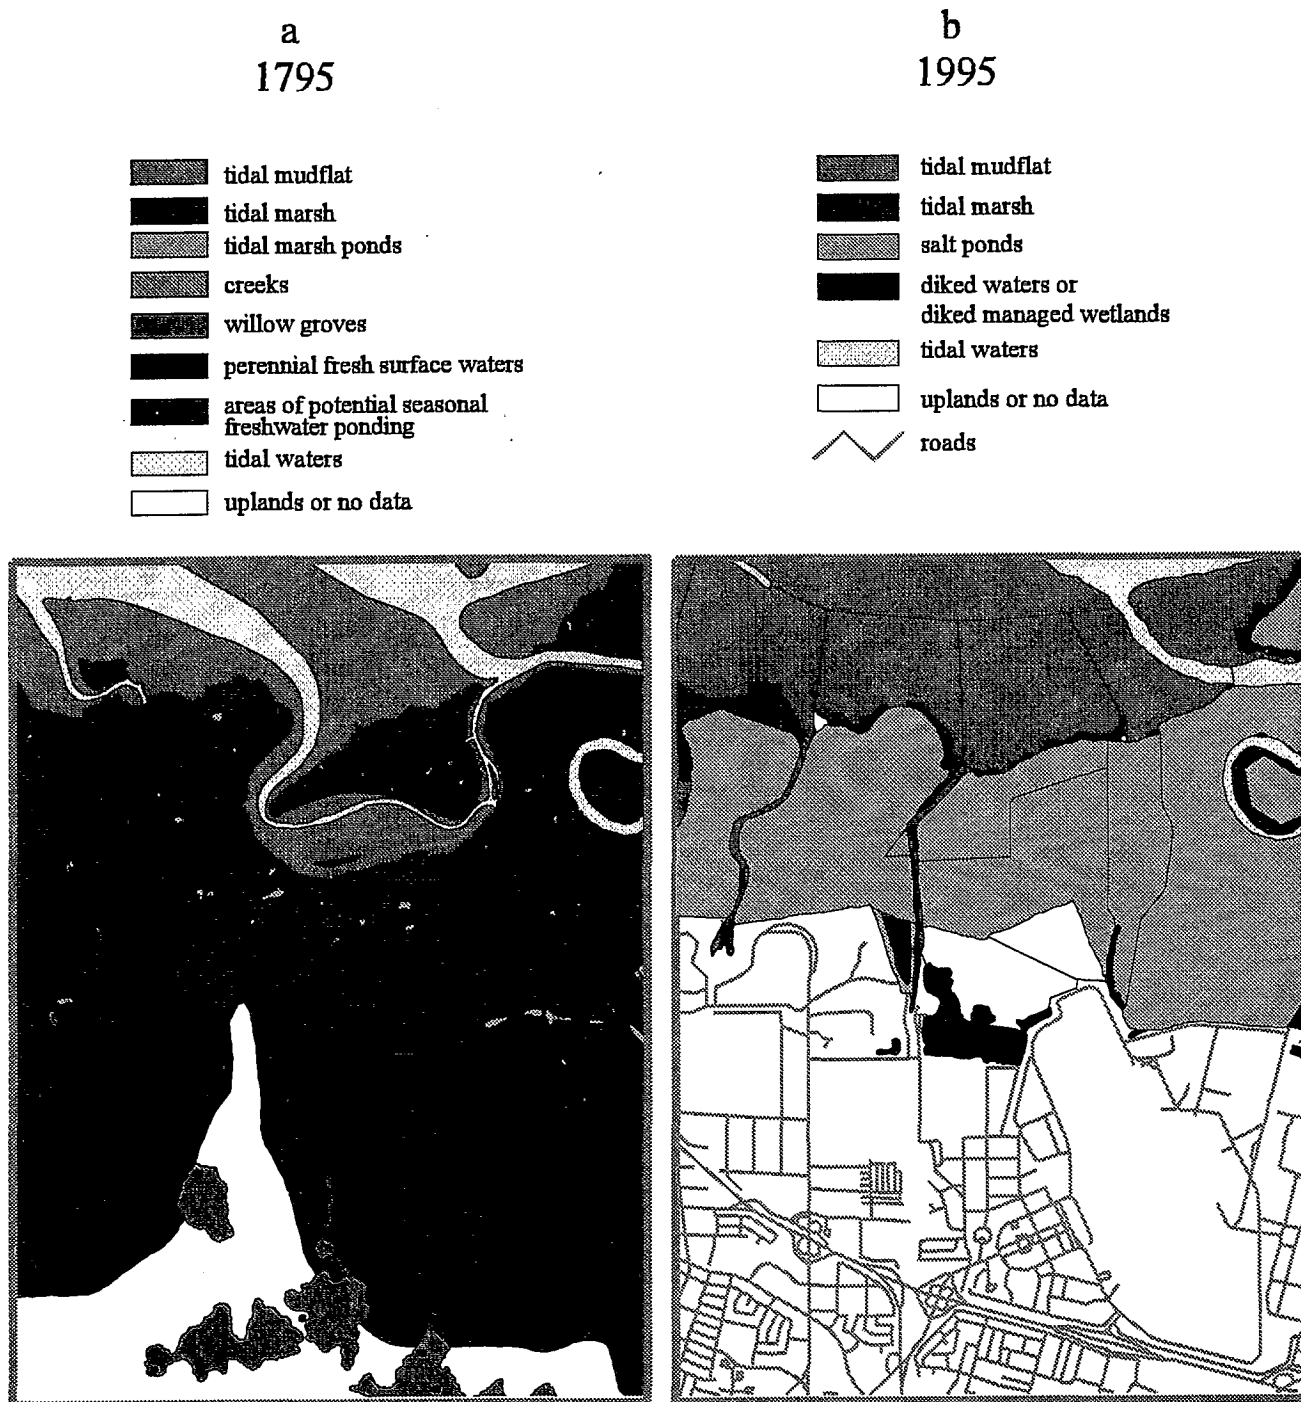 a
1795
tidal mudflat
tidal marsh
tidal marsh ponds
creeks
willow groves
perennial fresh surface waters
areas of potential seasonal
freshwater ponding
tidal waters
uplands or no data
b
1995
tidal mudflat
tidal marsh
salt ponds
diked waters or
diked managed wetlands
tidal waters
uplands or no data
roads